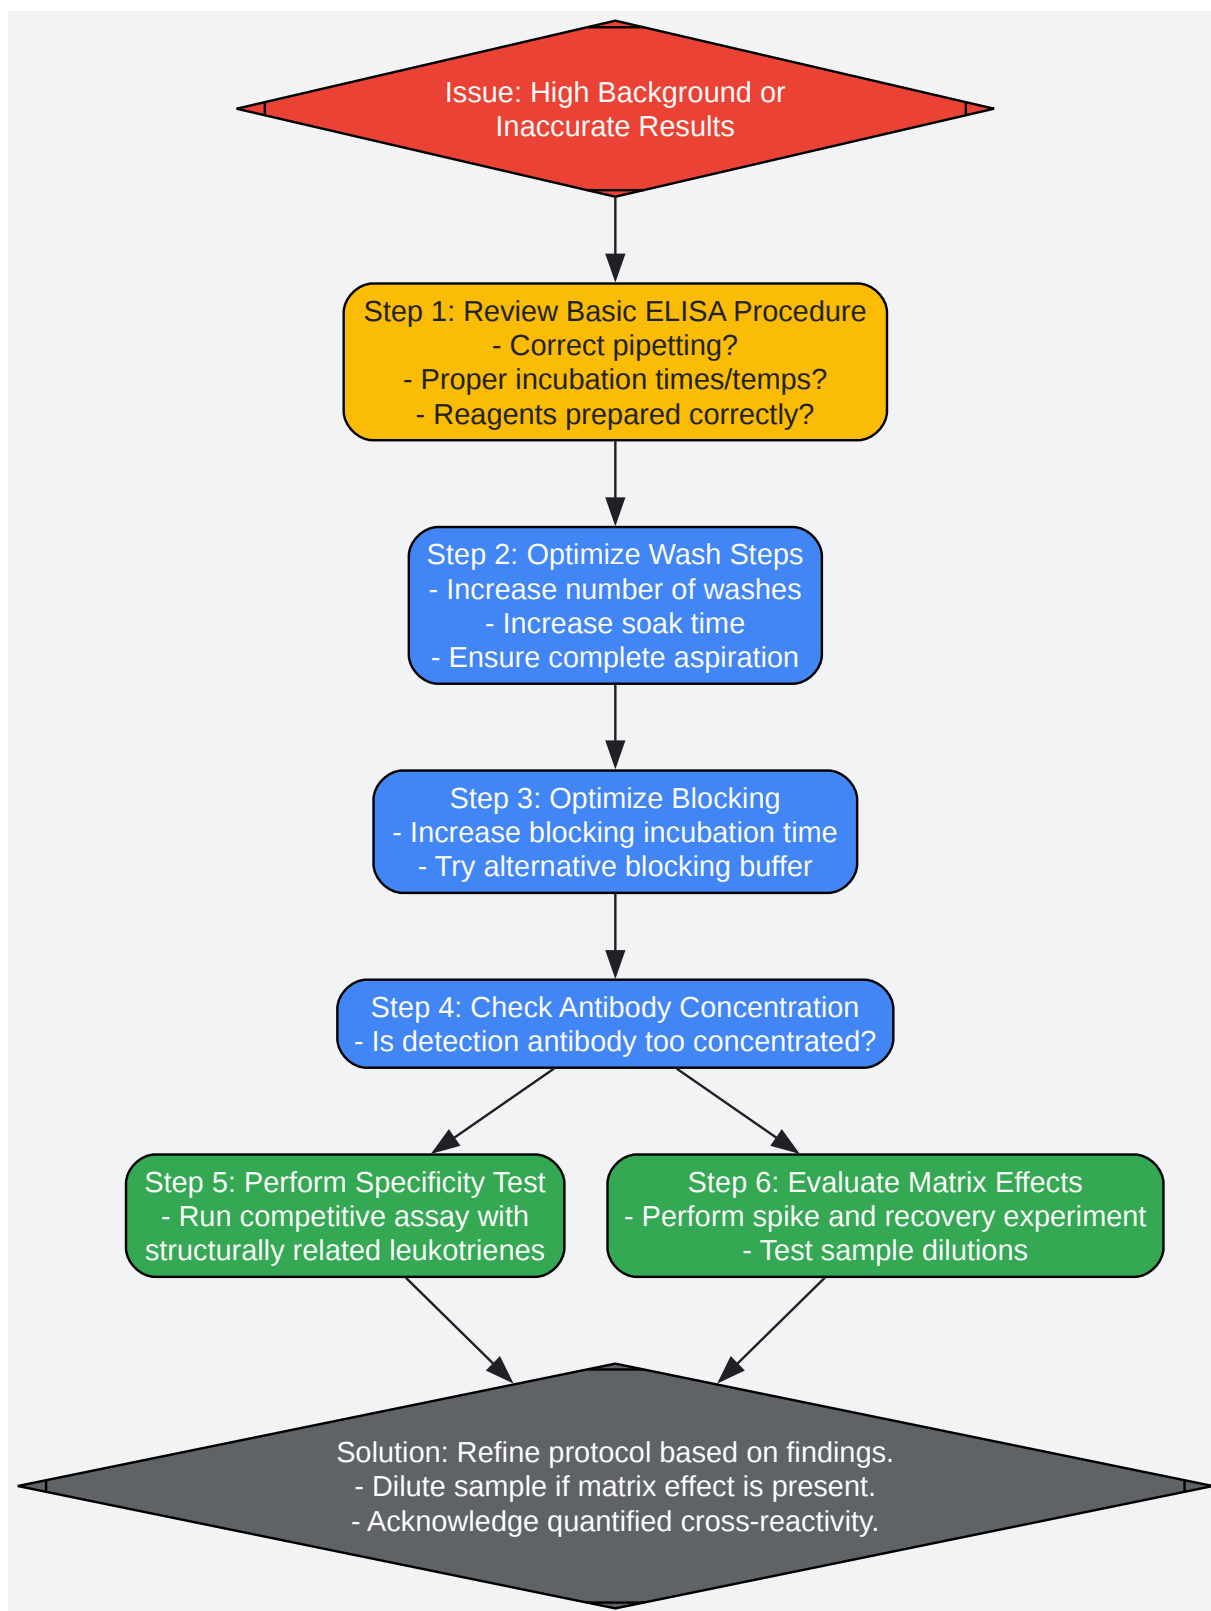 Issue: High Background or
Inaccurate Results
Step 1: Review Basic ELISA Procedure
- Correct pipetting?
- Proper incubation times/temps?
- Reagents prepared correctly?
Step 2: Optimize Wash Steps
- Increase number of washes
- Increase soak time
- Ensure complete aspiration
Step 3: Optimize Blocking
- Increase blocking incubation time
- Try alternative blocking buffer
Step 4: Check Antibody Concentration
- Is detection antibody too concentrated?
Step 5: Perform Specificity Test
- Run competitive assay with
structurally related leukotrienes
Step 6: Evaluate Matrix Effects
- Perform spike and recovery experiment
- Test sample dilutions
Solution: Refine protocol based on findings.
- Dilute sample if matrix effect is present.
- Acknowledge quantified cross-reactivity.